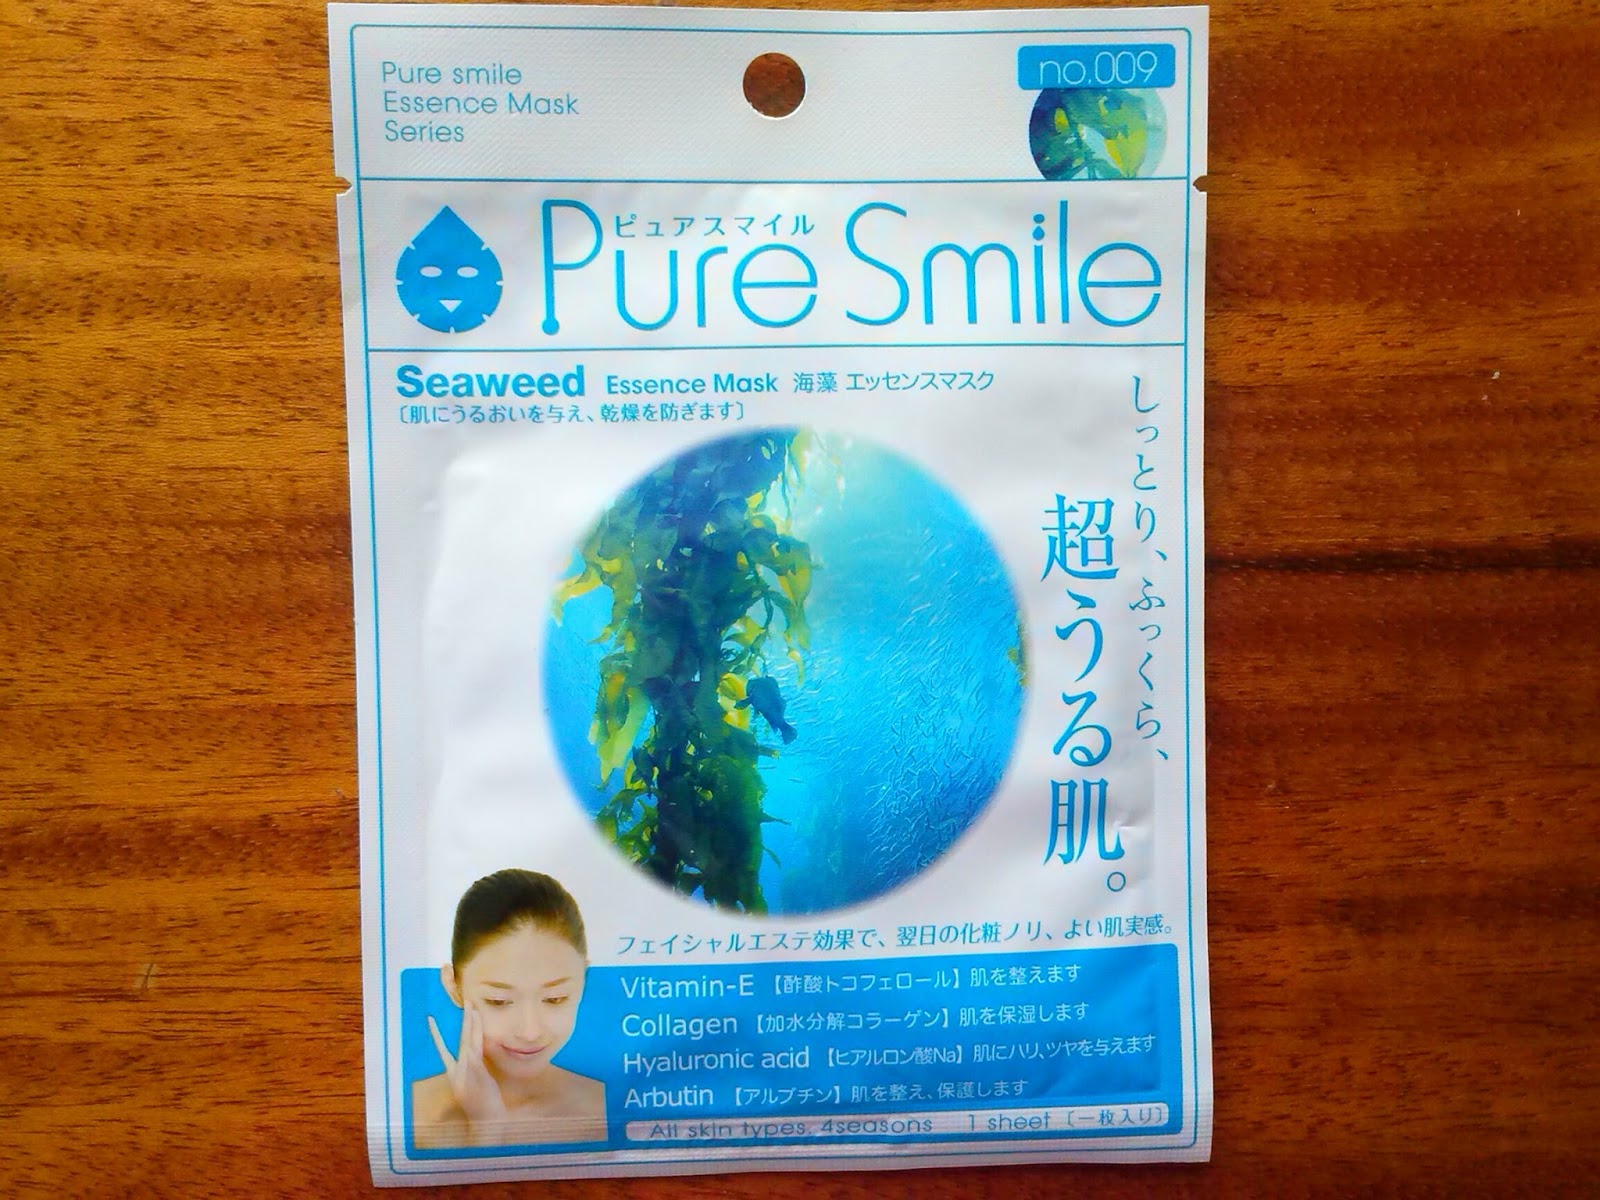 Pure smile
Essence Mask
Series
no.009
ピュアスマイル
Pure Smile
Seaweed Essence Mask 海藻 エッセンスマスク
〔肌にうるおいを与え、乾燥を防ぎます〕
しっとり、ふっくら、
超うる肌。
フェイシャルエステ効果で、翌日の化粧ノリ、よい肌実感。
Vitamin-E 【酢酸トコフェロール】肌を整えます
Collagen 【加水分解コラーゲン】肌を保湿します
Hyaluronic acid 【ヒアルロン酸Na】肌にハリ、ツヤを与えます
Arbutin 【アルブチン】肌を整え、保護します
All skin types, 4seasons 1 sheet 〔一枚入り〕